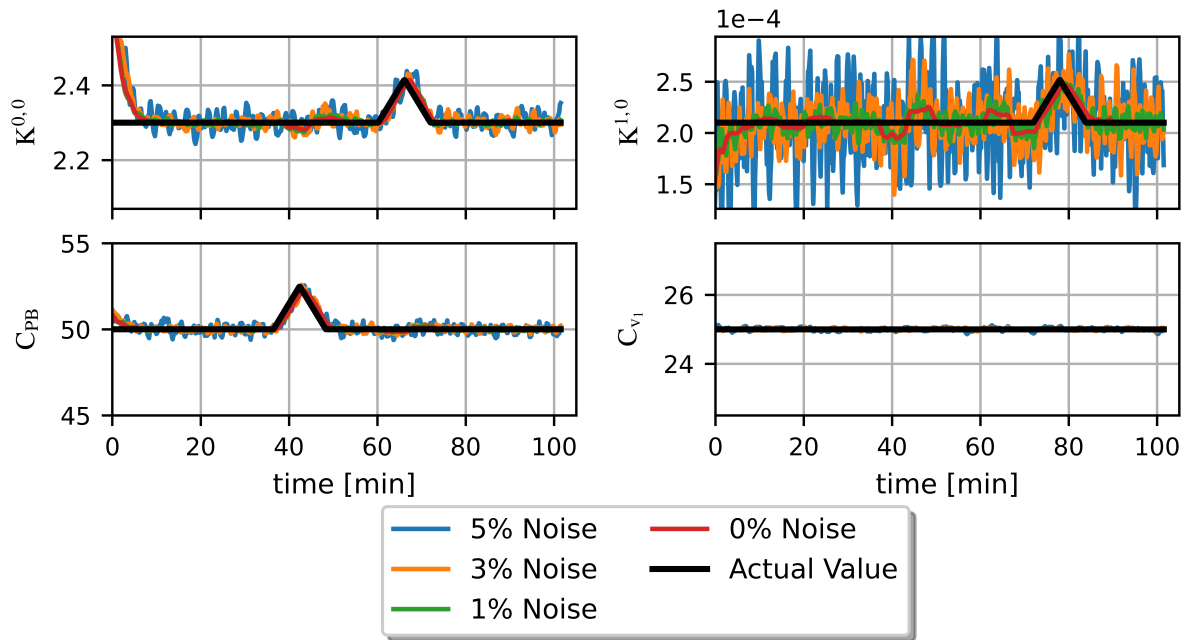 1e−4
K0,0
2.4
2.2
K1,0
2.5
2.0
1.5
CPB
55
50
45
0 20 40 60 80 100
time [min]
Cv1
26
24
0 20 40 60 80 100
time [min]
5% Noise
3% Noise
1% Noise
0% Noise
Actual Value